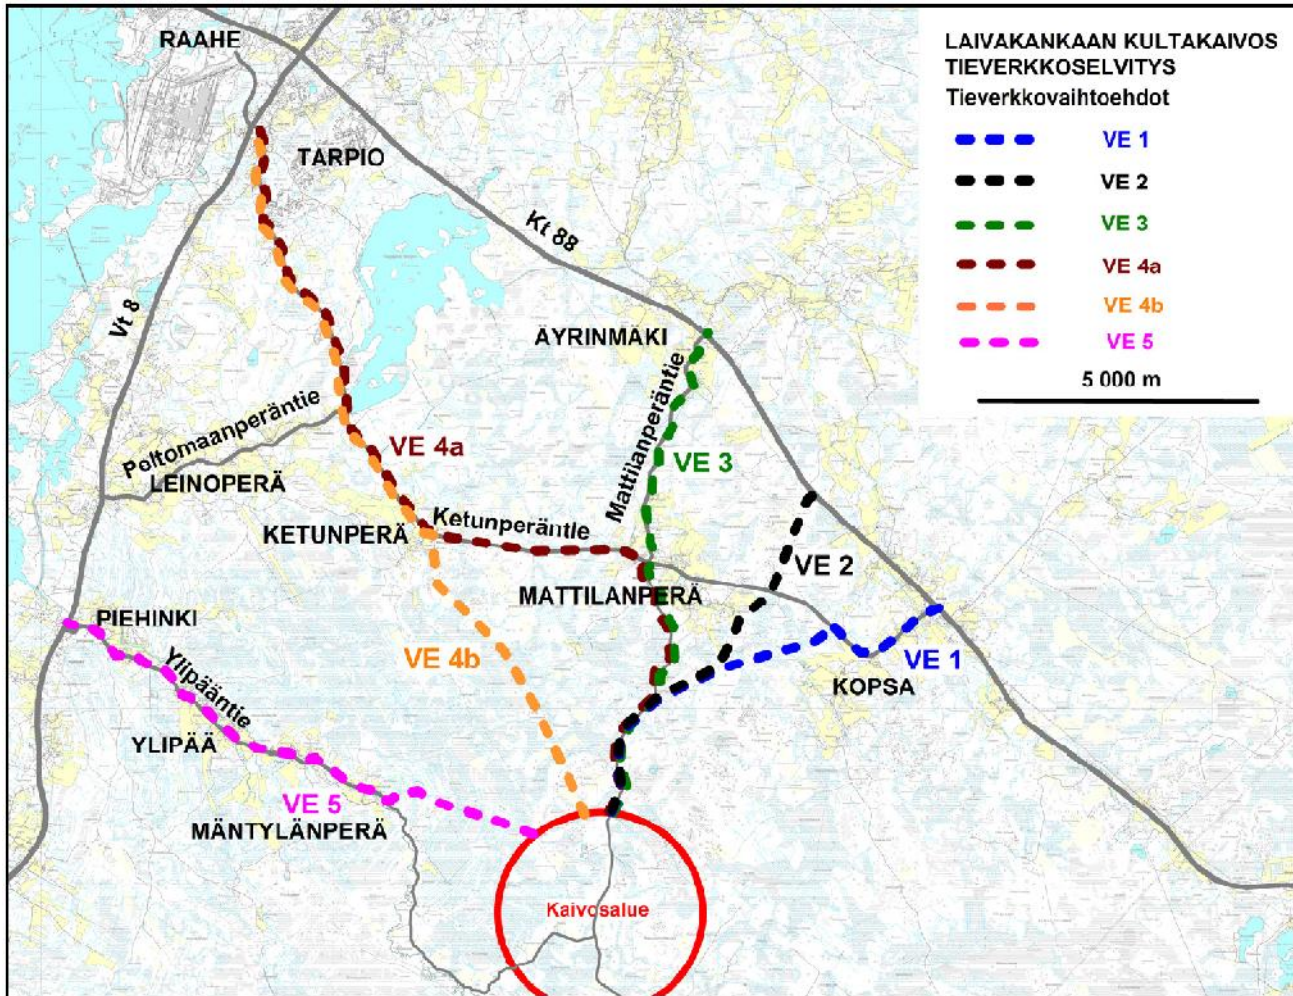 RAAHE
TARPIO
Kt 88
Vt 8
ÄYRINMÄKI
Mattilanperäntie
VE 3
Peltomaanperäntie
LEINOPERÄ
VE 4a
KETUNPERÄ
Ketunperäntie
MATTILANPERÄ
VE 2
VE 1
KOPSA
VE 4b
PIEHINKI
Ylipääntie
YLIPÄÄ
VE 5
MÄNTYLÄNPERÄ
Kaivosalue
LAIVAKANKAAN KULTAKAIVOS
TIEVERKKOSELVITYS
Tieverkkovaihtoehdot
VE 1
VE 2
VE 3
VE 4a
VE 4b
VE 5
5 000 m